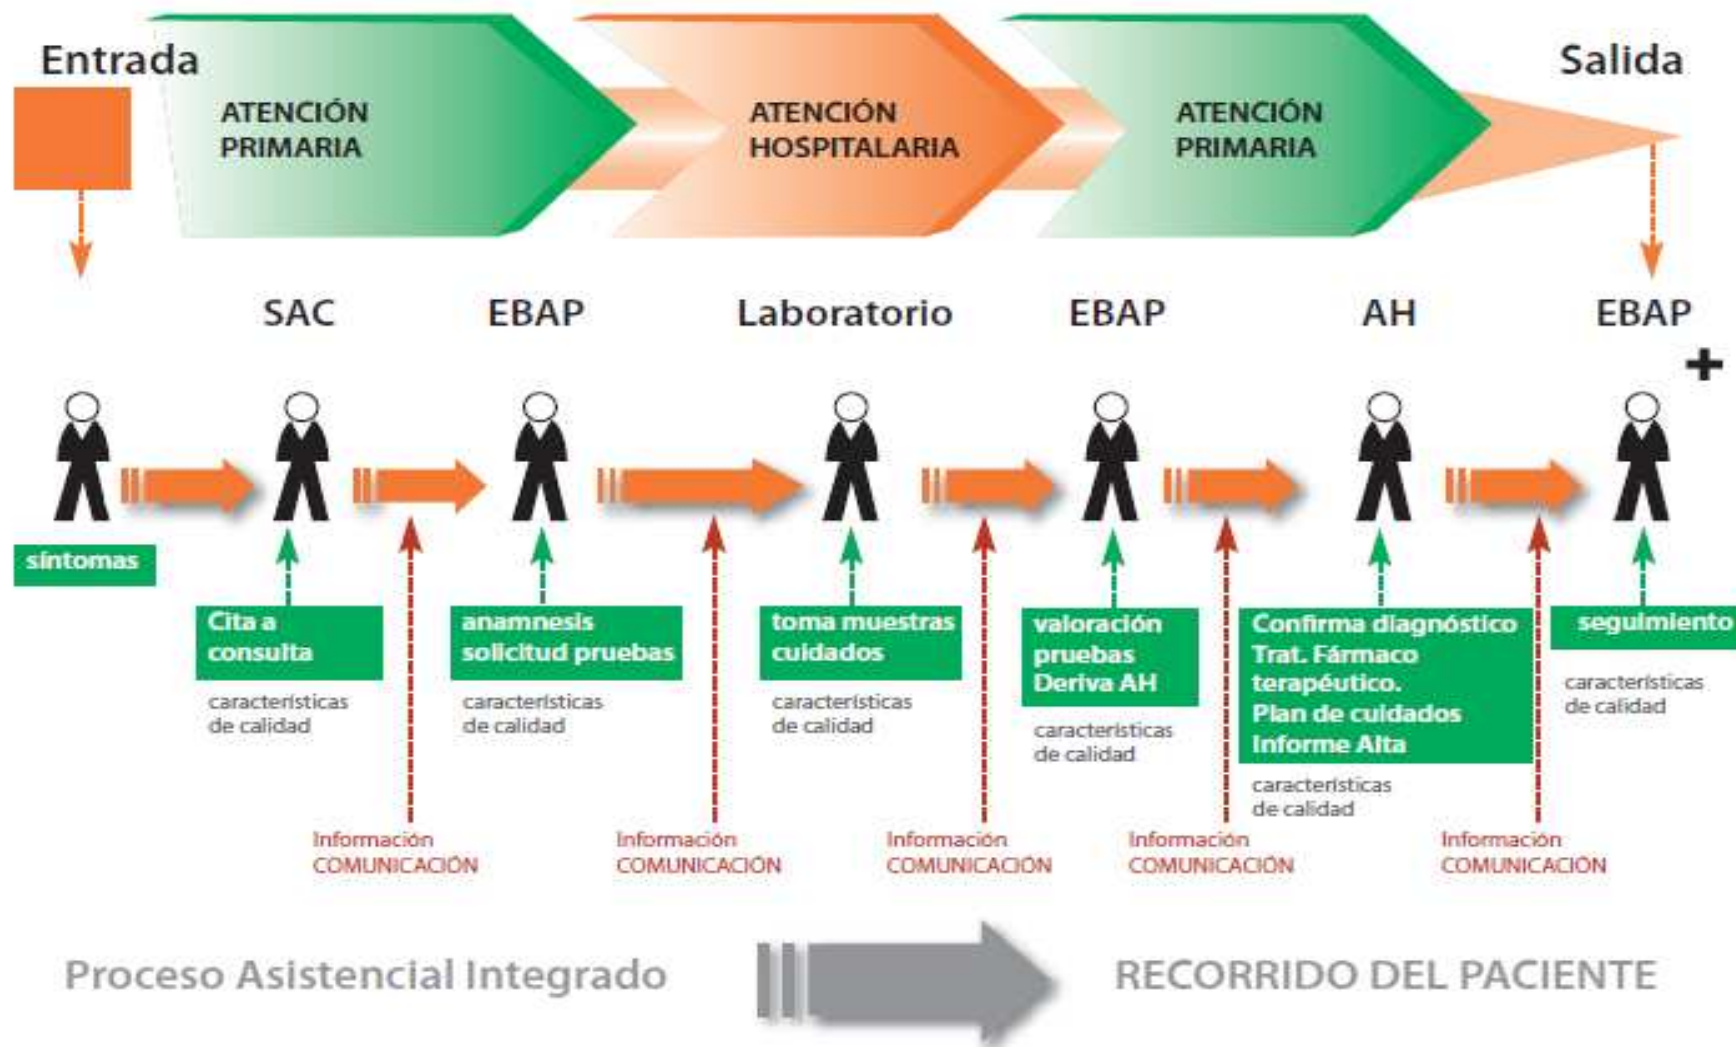 Entrada
ATENCIÓN
PRIMARIA
ATENCIÓN
HOSPITALARIA
ATENCIÓN
PRIMARIA
Salida
SAC
EBAP
Laboratorio
EBAP
AH
EBAP
+
síntomas
Cita a
consulta
características
de calidad
anamnesis
solicitud pruebas
características
de calidad
toma muestras
cuidados
características
de calidad
valoración
pruebas
Deriva AH
características
de calidad
Confirma diagnóstico
Trat. Fármaco
terapéutico.
Plan de cuidados
Informe Alta
características
de calidad
seguimiento
características
de calidad
Información
COMUNICACIÓN
Información
COMUNICACIÓN
Información
COMUNICACIÓN
Información
COMUNICACIÓN
Información
COMUNICACIÓN
Proceso Asistencial Integrado
RECORRIDO DEL PACIENTE